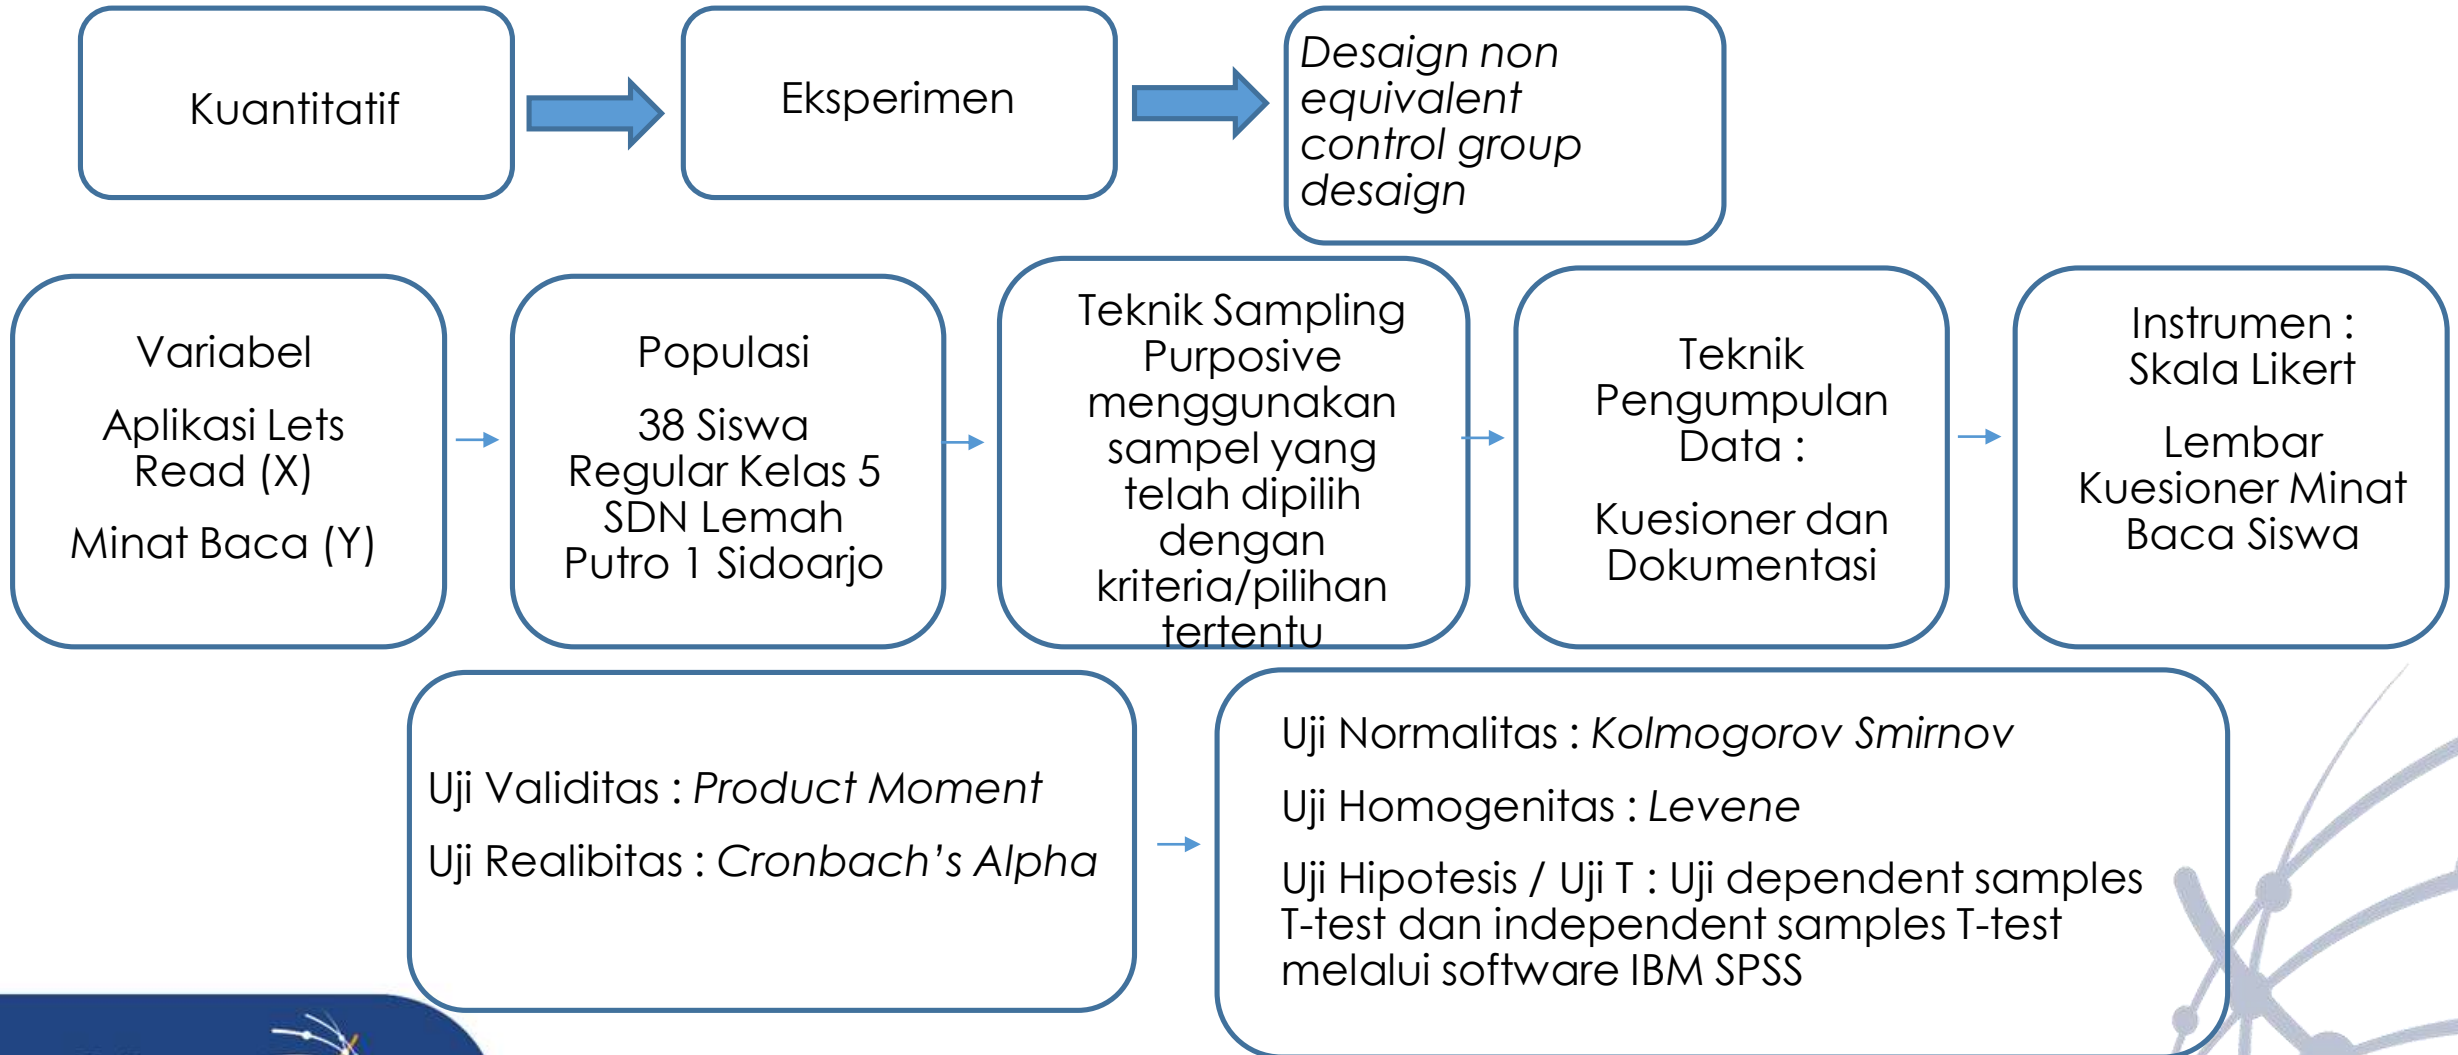 Kuantitatif
Eksperimen
Desaign non
equivalent
control group
desaign
Variabel
Aplikasi Lets
Read (X)
Minat Baca (Y)
Populasi
38 Siswa
Regular Kelas 5
SDN Lemah
Putro 1 Sidoarjo
Teknik Sampling
Purposive
menggunakan
sampel yang
telah dipilih
dengan
kriteria/pilihan
tertentu
Teknik
Pengumpulan
Data :
Kuesioner dan
Dokumentasi
Instrumen :
Skala Likert
Lembar
Kuesioner Minat
Baca Siswa
Uji Validitas : Product Moment
Uji Realibitas : Cronbach’s Alpha
Uji Normalitas : Kolmogorov Smirnov
Uji Homogenitas : Levene
Uji Hipotesis / Uji T : Uji dependent samples
T-test dan independent samples T-test
melalui software IBM SPSS